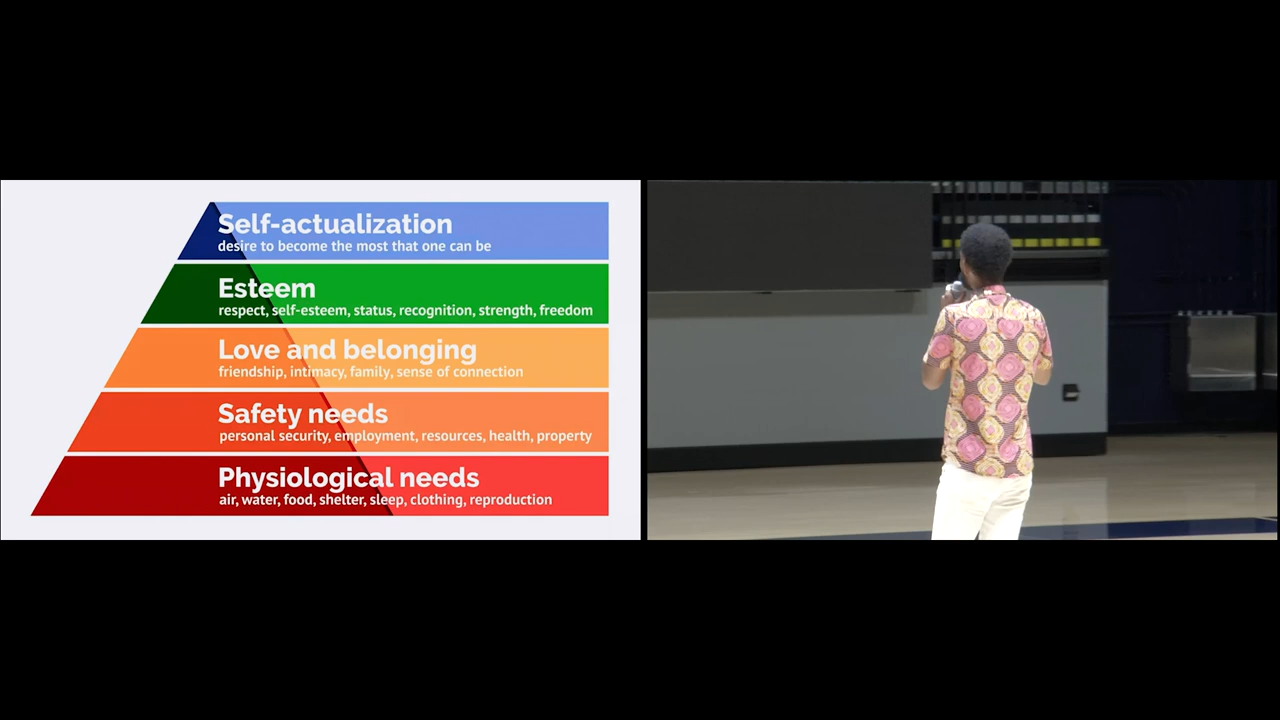 Self-actualization
desire to become the most that one can be
Esteem
respect, self-esteem, status, recognition, strength, freedom
Love and belonging
friendship, intimacy, family, sense of connection
Safety needs
personal security, employment, resources, health, property
Physiological needs
air, water, food, shelter, sleep, clothing, reproduction